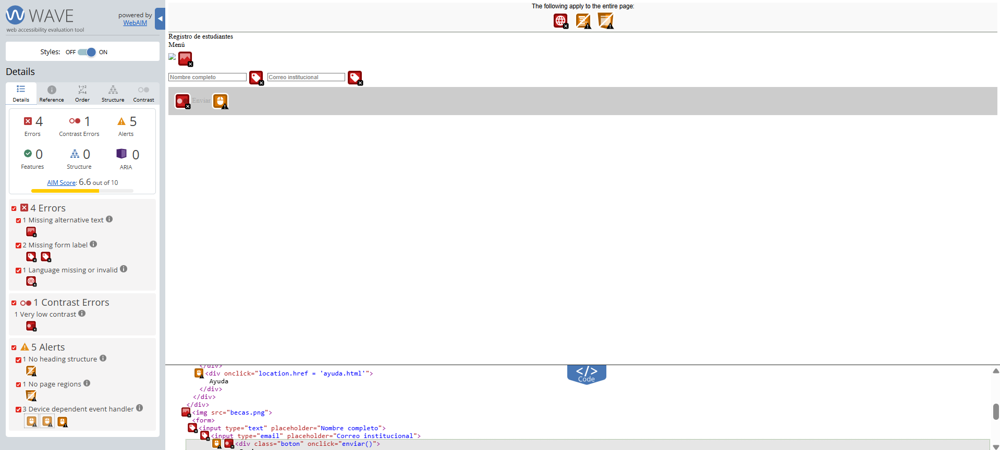 WAVE
web accessibility evaluation tool
powered by
WebAIM
Styles: OFF ON
Details
Details Reference Order Structure Contrast
4 1 5
Errors Contrast Errors Alerts
0 0 0
Features Structure ARIA
AIM Score: 6.6 out of 10
4 Errors
1 Missing alternative text
2 Missing form label
1 Language missing or invalid
1 Contrast Errors
1 Very low contrast
5 Alerts
1 No heading structure
1 No page regions
3 Device dependent event handler
The following apply to the entire page:
Registro de estudiantes
Menú
Nombre completo Correo institucional
Enviar
</> Code
</div>
<div onclick="location.href = 'ayuda.html'">
Ayuda
</div>
</div>
</div>
<img src="becas.png">
<form>
<input type="text" placeholder="Nombre completo">
<input type="email" placeholder="Correo institucional">
<div class="boton" onclick="enviar()">